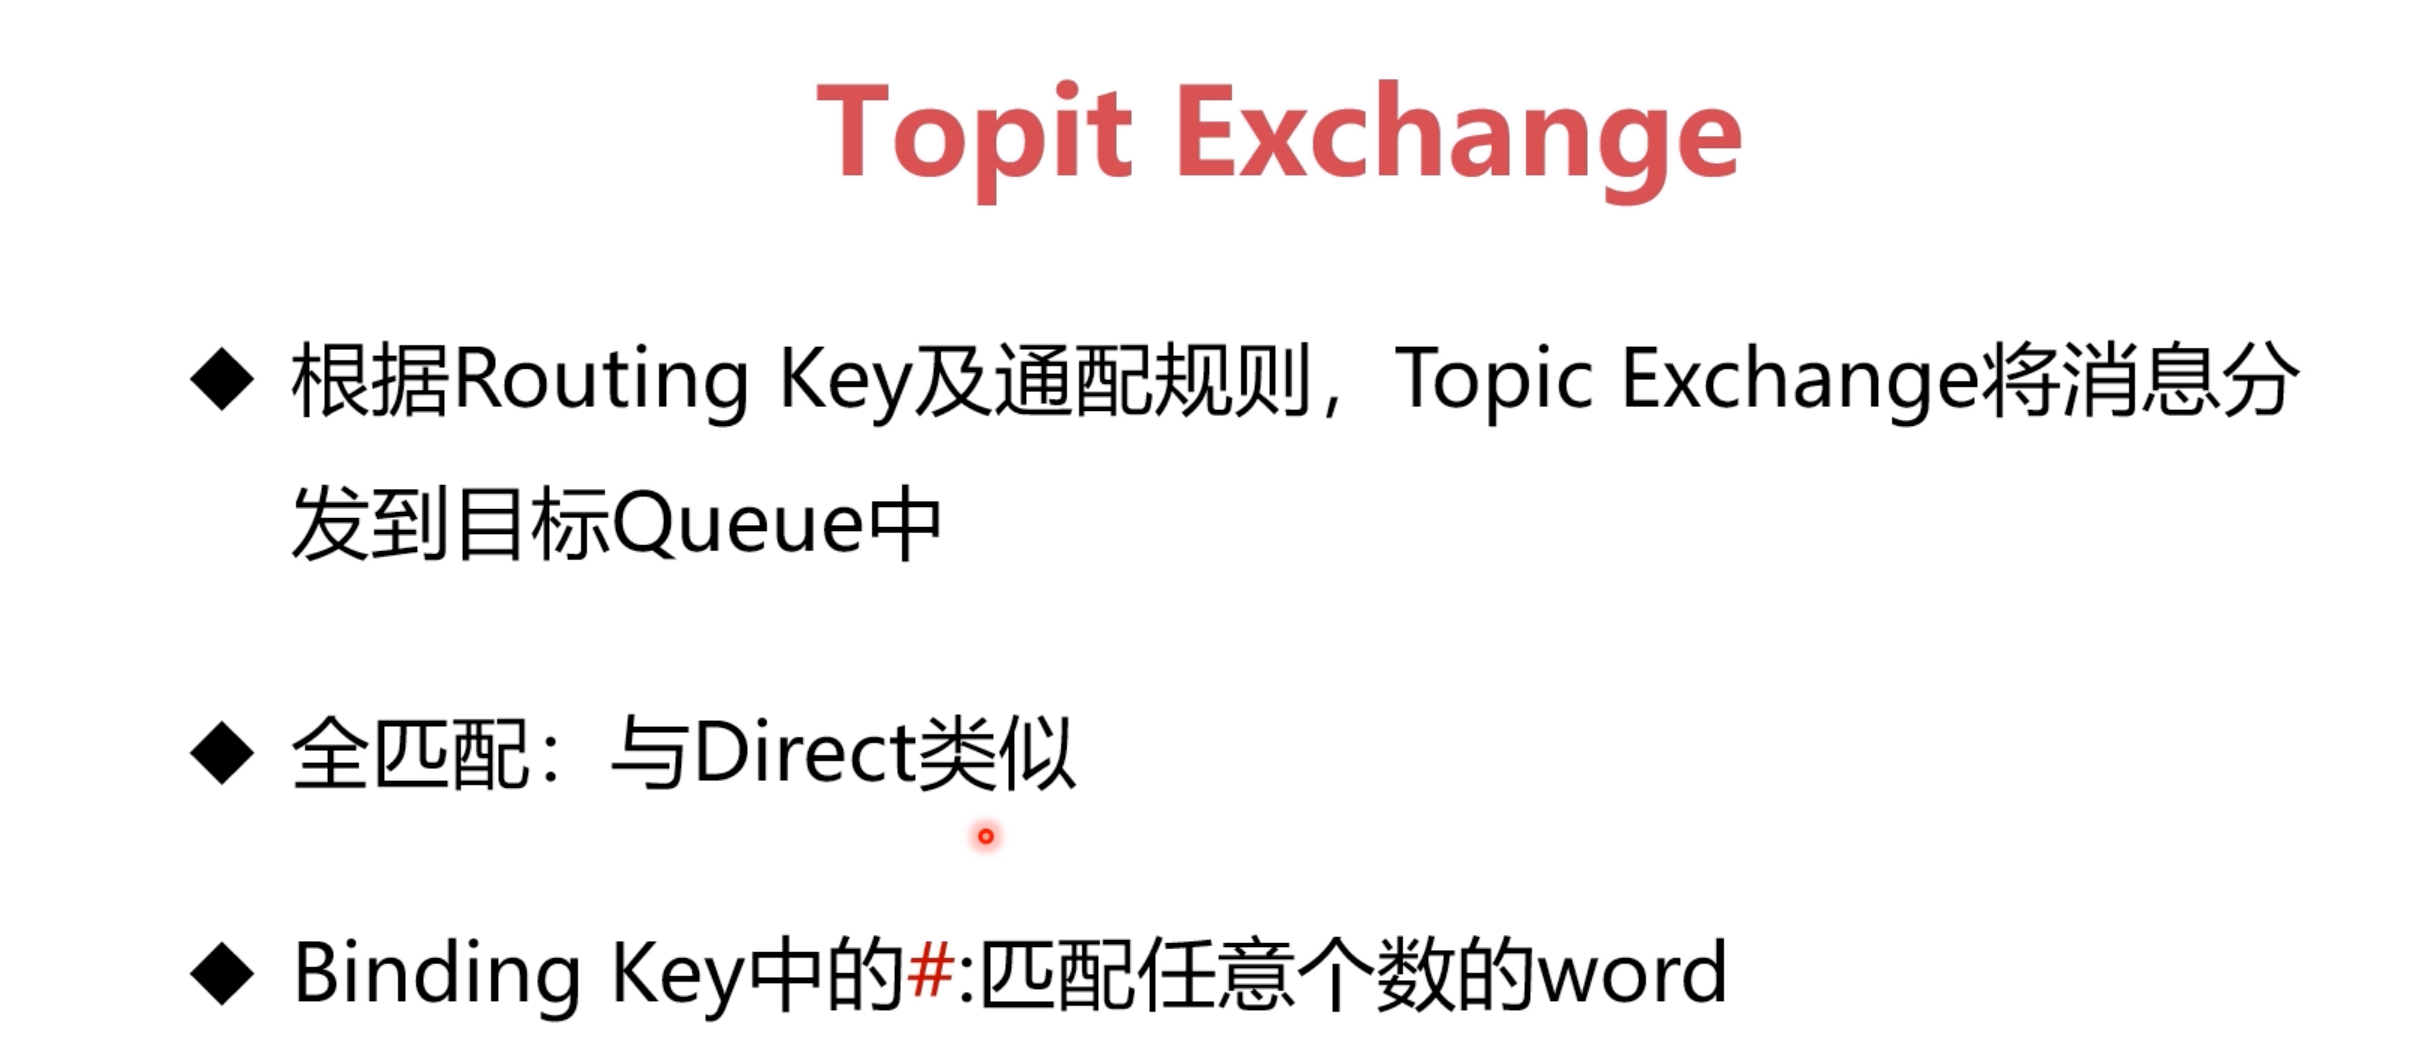 Topit Exchange
◆ 根据Routing Key及通配规则，Topic Exchange将消息分
发到目标Queue中
◆ 全匹配：与Direct类似
◆ Binding Key中的#:匹配任意个数的word